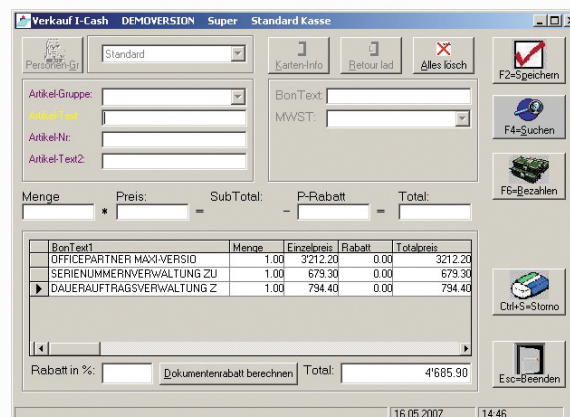 Verkauf I-Cash DEMOVERSION Super Standard Kasse
Personen-Gr
Standard
Karten-Info
Retour lad
Alles lösch
F2=Speichern
Artikel-Gruppe:
BonText:
Artikel-Text:
MWST:
F4=Suchen
Artikel-Nr:
Artikel-Text2:
F6=Bezahlen
Menge Preis: SubTotal: P-Rabatt Total:
* = - =
BonText1 Menge Einzelpreis Rabatt Totalpreis
OFFICEPARTNER MAXI-VERSIO 1.00 3'212.20 0.00 3212.20
SERIENUMMERNVERWALTUNG ZU 1.00 679.30 0.00 679.30
DAUERAUFTRAGSVERWALTUNG Z 1.00 794.40 0.00 794.40
Ctrl+S=Storno
Rabatt in %: Dokumentenrabatt berechnen Total: 4'685.90
Esc=Beenden
16.05.2007 14:46